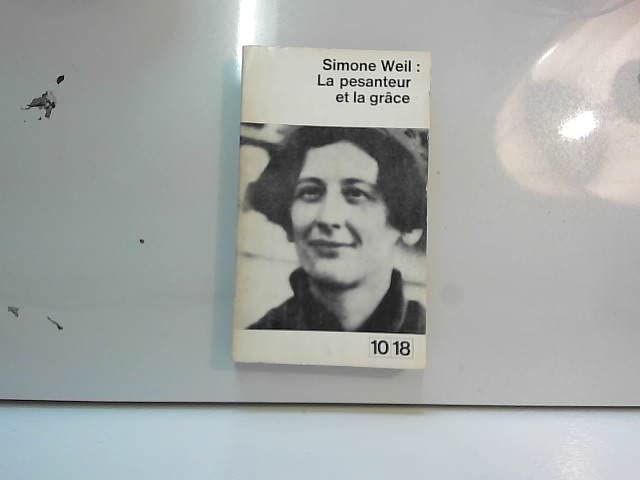 Simone Weil :
La pesanteur
et la grâce
10 18